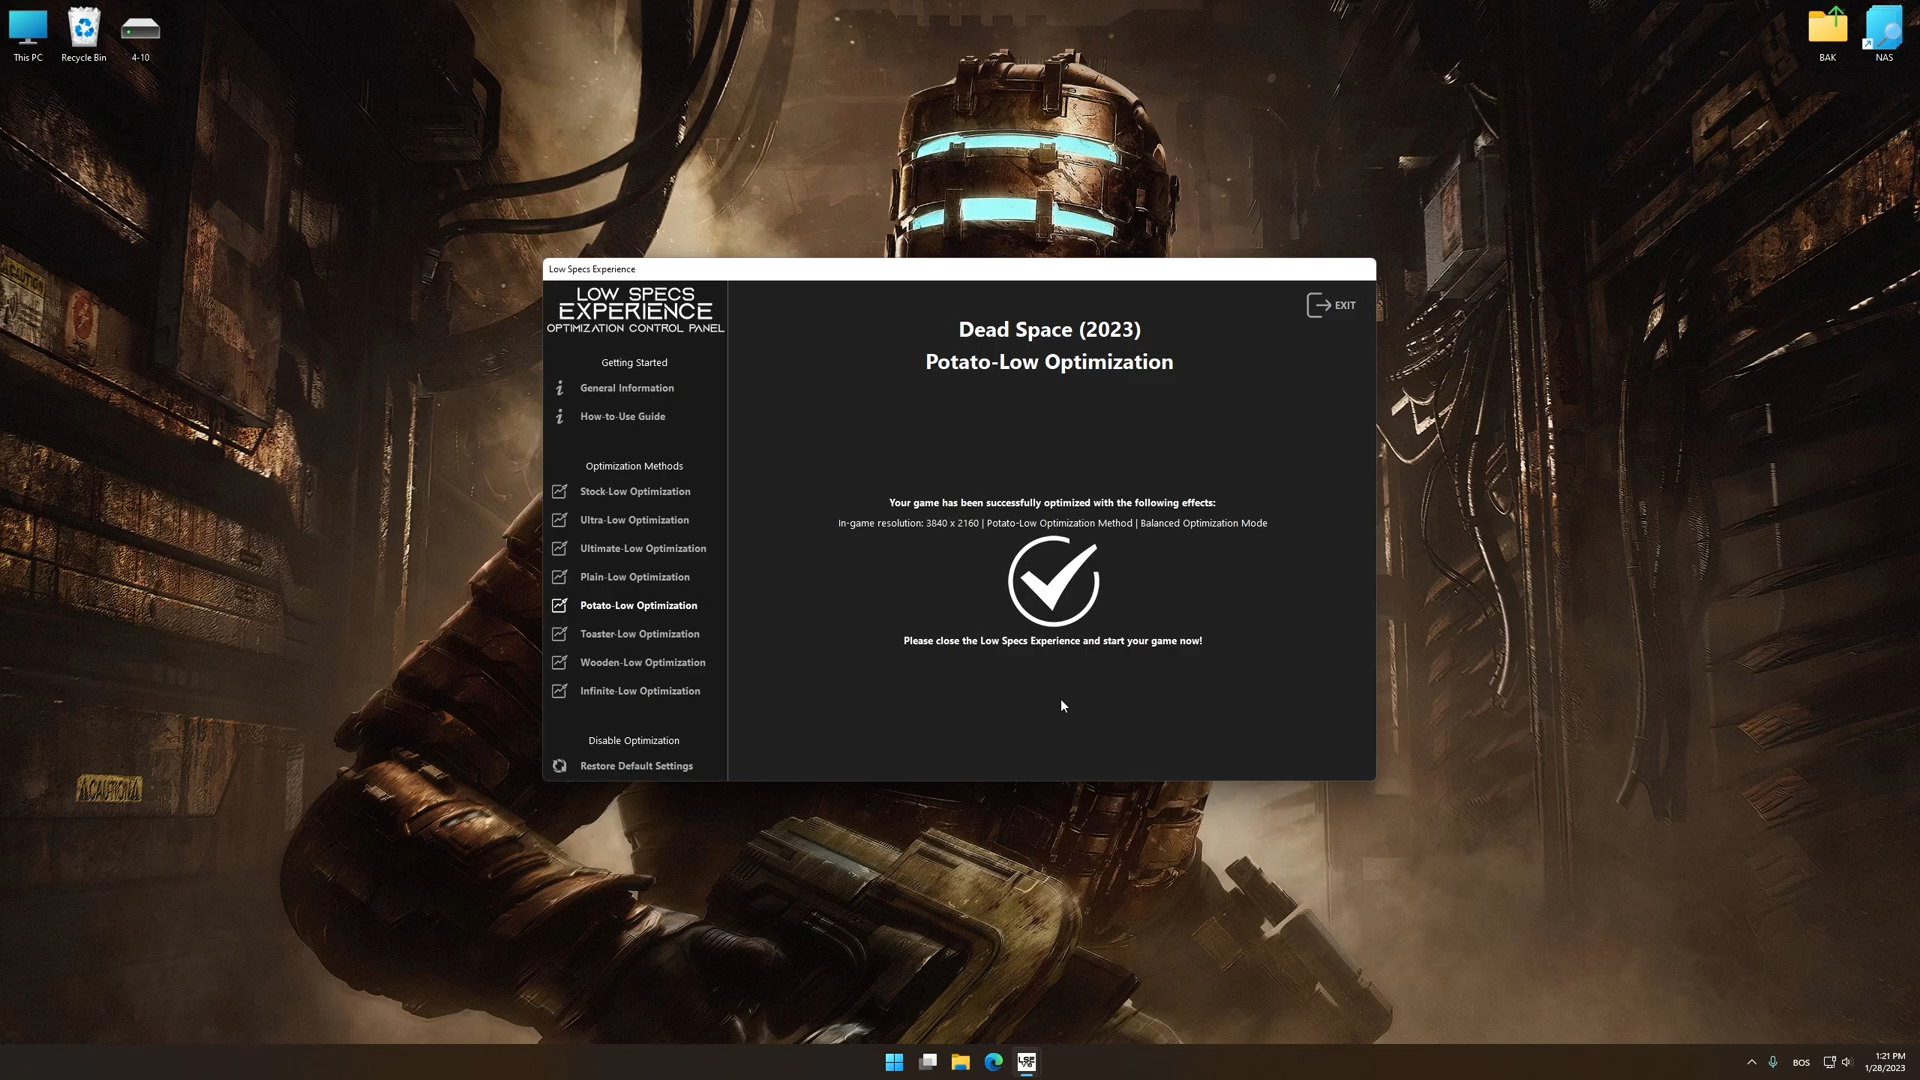 This PC
Recycle Bin
4-10
BAK
NAS
CAUTION
Low Specs Experience
LOW SPECS
EXPERIENCE
OPTIMIZATION CONTROL PANEL
Getting Started
General Information
How-to-Use Guide
Optimization Methods
Stock-Low Optimization
Ultra-Low Optimization
Ultimate-Low Optimization
Plain-Low Optimization
Potato-Low Optimization
Toaster-Low Optimization
Wooden-Low Optimization
Infinite-Low Optimization
Disable Optimization
Restore Default Settings
EXIT
Dead Space (2023)
Potato-Low Optimization
Your game has been successfully optimized with the following effects:
In-game resolution: 3840 x 2160 | Potato-Low Optimization Method | Balanced Optimization Mode
Please close the Low Specs Experience and start your game now!
CAUTION
LSE
BOS
1:21 PM
1/28/2023